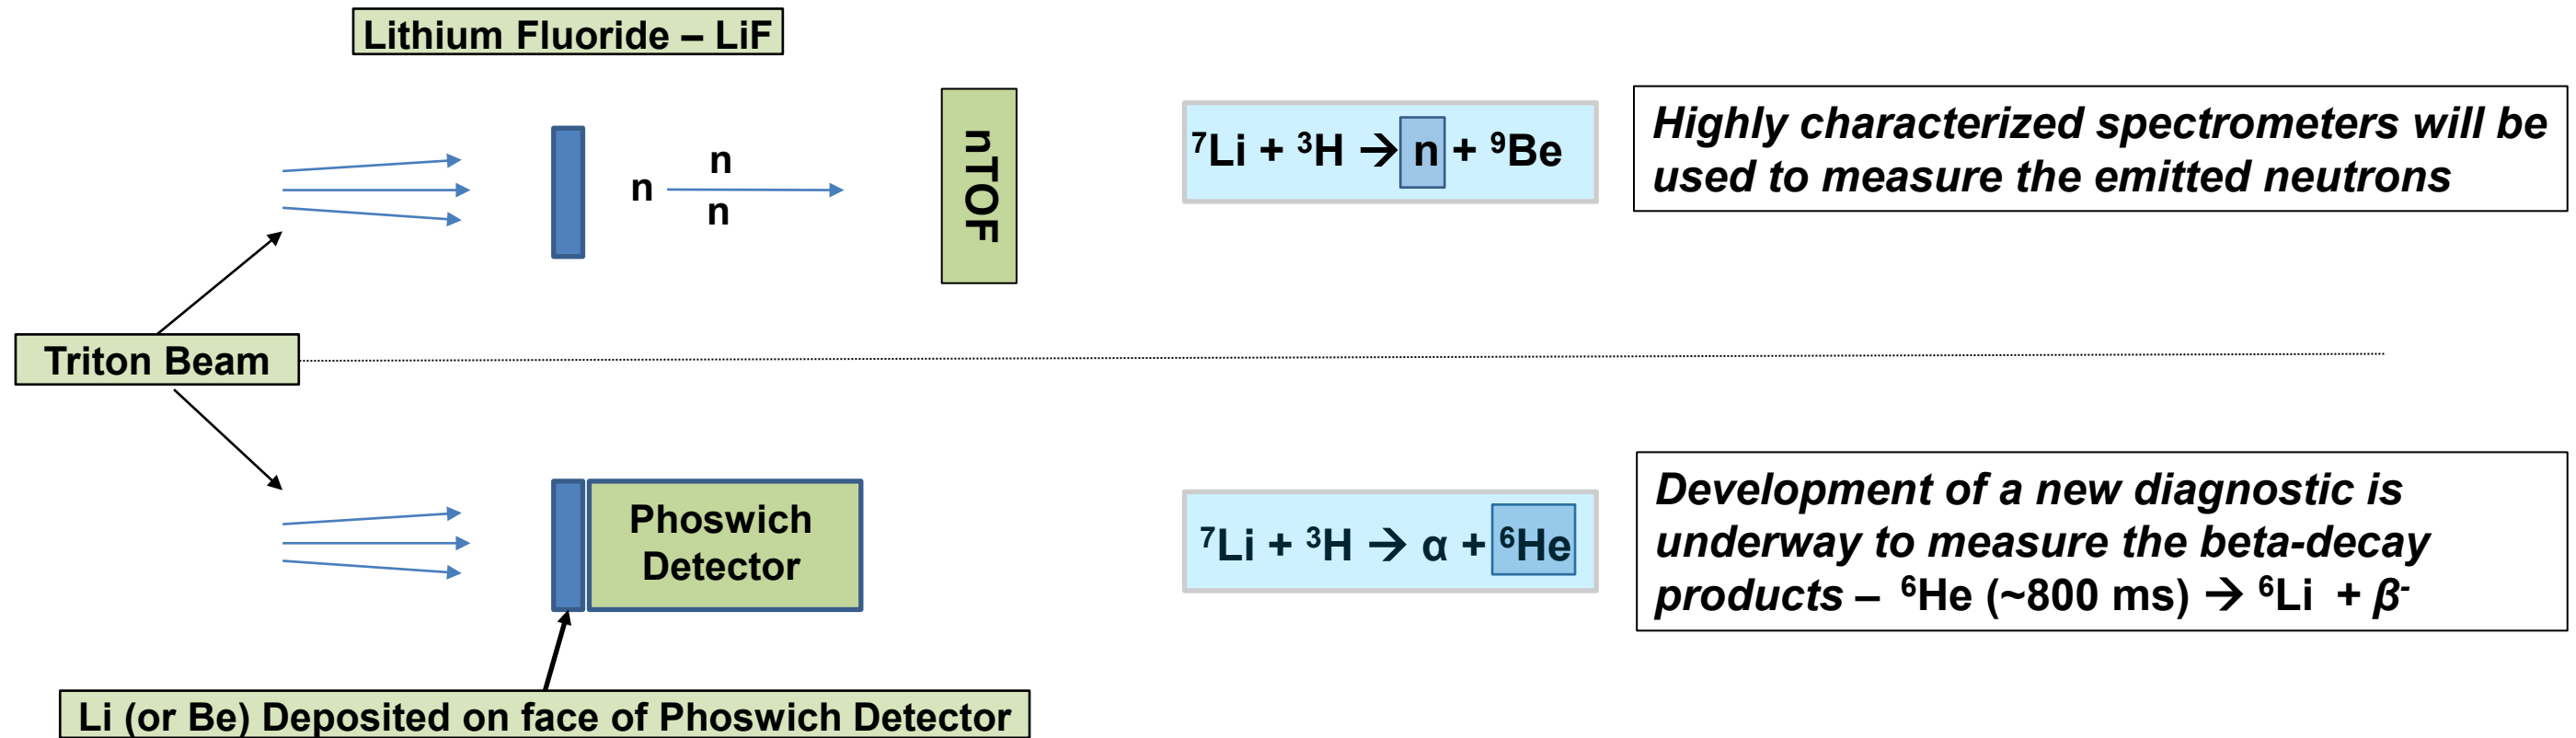 Lithium Fluoride – LiF
n
n
n
nTOF
⁷Li + ³H → n + ⁹Be
Highly characterized spectrometers will be
used to measure the emitted neutrons
Triton Beam
Phoswich
Detector
⁷Li + ³H → α + ⁶He
Development of a new diagnostic is
underway to measure the beta-decay
products – ⁶He (~800 ms) → ⁶Li + β⁻
Li (or Be) Deposited on face of Phoswich Detector